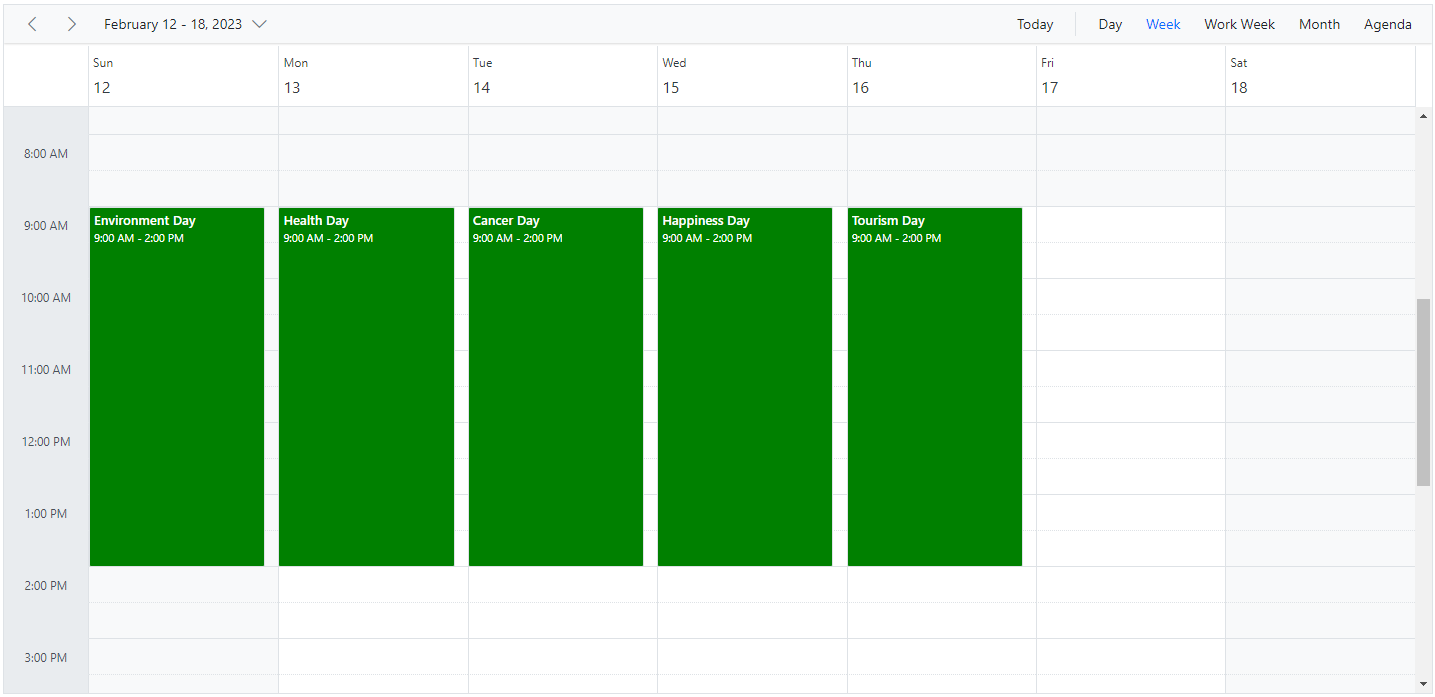 February 12 - 18, 2023 Today Day Week Work Week Month Agenda
Sun Mon Tue Wed Thu Fri Sat
12 13 14 15 16 17 18
8:00 AM
9:00 AM
Environment Day Health Day Cancer Day Happiness Day Tourism Day
9:00 AM - 2:00 PM 9:00 AM - 2:00 PM 9:00 AM - 2:00 PM 9:00 AM - 2:00 PM 9:00 AM - 2:00 PM
10:00 AM
11:00 AM
12:00 PM
1:00 PM
2:00 PM
3:00 PM